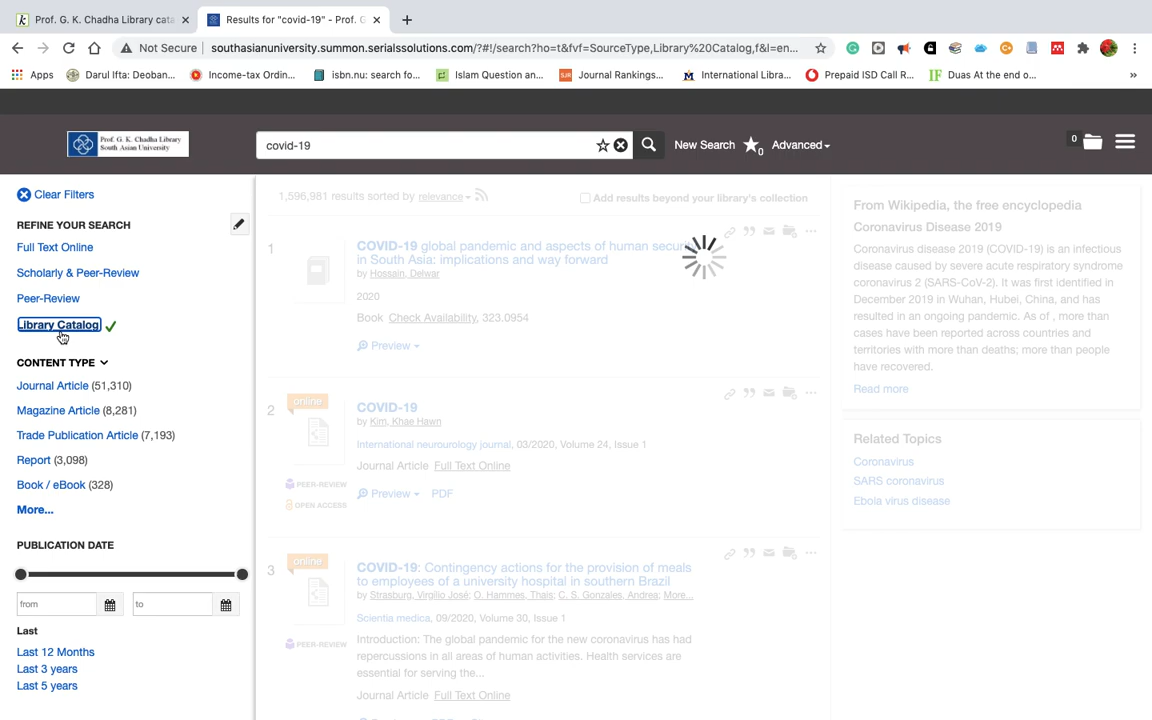 Prof. G. K. Chadha Library cata
Results for "covid-19" - Prof. G
Not Secure southasianuniversity.summon.serialssolutions.com/?#!/search?ho=t&fvf=SourceType,Library%20Catalog,f&l=en...
Apps Darul Ifta: Deoban... Income-tax Ordin... isbn.nu: search fo... Islam Question an... SJR Journal Rankings... International Libra... Prepaid ISD Call R... IF Duas At the end o... »
Prof. G. K. Chadha Library
South Asian University
covid-19
New Search 0 Advanced 0
Clear Filters
REFINE YOUR SEARCH
Full Text Online
Scholarly & Peer-Review
Peer-Review
Library Catalog
CONTENT TYPE
Journal Article (51,310)
Magazine Article (8,281)
Trade Publication Article (7,193)
Report (3,098)
Book / eBook (328)
More...
PUBLICATION DATE
from to
Last
Last 12 Months
Last 3 years
Last 5 years
1,596,981 results sorted by relevance
Add results beyond your library's collection
1
COVID-19 global pandemic and aspects of human securi
in South Asia: implications and way forward
by Hossain, Delwar
2020
Book Check Availability, 323.0954
Preview
2
online
COVID-19
by Kim, Khae Hawn
International neurourology journal, 03/2020, Volume 24, Issue 1
Journal Article Full Text Online
PEER-REVIEW
OPEN ACCESS
Preview PDF
3
online
COVID-19: Contingency actions for the provision of meals
to employees of a university hospital in southern Brazil
by Strasburg, Virgílio José; O. Hammes, Thais; C. S. Gonzales, Andrea; More...
Scientia medica, 09/2020, Volume 30, Issue 1
PEER-REVIEW
Introduction: The global pandemic for the new coronavirus has had
repercussions in all areas of human activities. Health services are
essential for serving the...
Journal Article Full Text Online
From Wikipedia, the free encyclopedia
Coronavirus Disease 2019
Coronavirus disease 2019 (COVID-19) is an infectious
disease caused by severe acute respiratory syndrome
coronavirus 2 (SARS-CoV-2). It was first identified in
December 2019 in Wuhan, Hubei, China, and has
resulted in an ongoing pandemic. As of , more than
cases have been reported across countries and
territories with more than deaths; more than people
have recovered.
Read more
Related Topics
Coronavirus
SARS coronavirus
Ebola virus disease